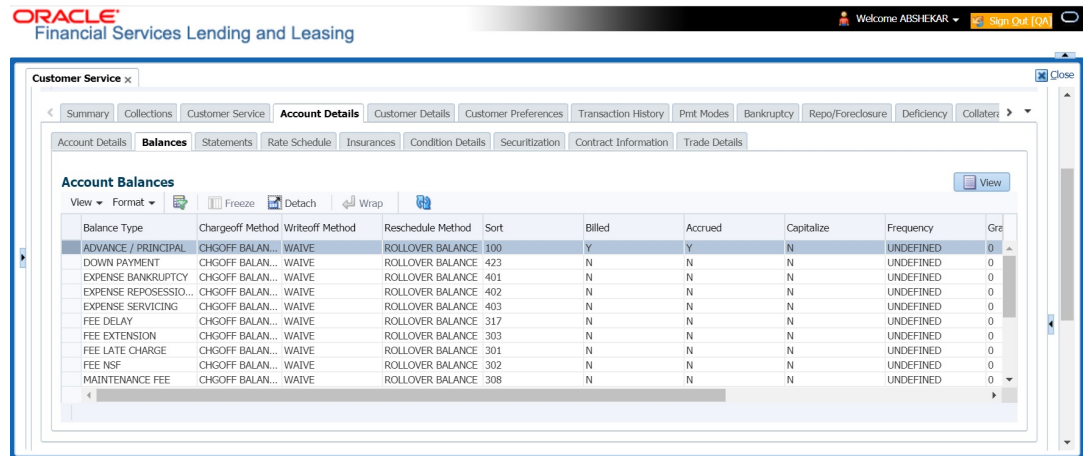 ORACLE
Financial Services Lending and Leasing
Welcome ABSHEKAR
Sign Out [QA]
Customer Service ×
Close
Summary Collections Customer Service Account Details Customer Details Customer Preferences Transaction History Pmt Modes Bankruptcy Repo/Foreclosure Deficiency Collatera
Account Details Balances Statements Rate Schedule Insurances Condition Details Securitization Contract Information Trade Details
Account Balances
View
View Format Freeze Detach Wrap
Balance Type Chargeoff Method Writeoff Method Reschedule Method Sort Billed Accrued Capitalize Frequency Gra
ADVANCE / PRINCIPAL CHGOFF BALAN... WAIVE ROLLOVER BALANCE 100 Y Y N UNDEFINED 0
DOWN PAYMENT CHGOFF BALAN... WAIVE ROLLOVER BALANCE 423 N N N UNDEFINED 0
EXPENSE BANKRUPTCY CHGOFF BALAN... WAIVE ROLLOVER BALANCE 401 N N N UNDEFINED 0
EXPENSE REPOSESSIO... CHGOFF BALAN... WAIVE ROLLOVER BALANCE 402 N N N UNDEFINED 0
EXPENSE SERVICING CHGOFF BALAN... WAIVE ROLLOVER BALANCE 403 N N N UNDEFINED 0
FEE DELAY CHGOFF BALAN... WAIVE ROLLOVER BALANCE 317 N N N UNDEFINED 0
FEE EXTENSION CHGOFF BALAN... WAIVE ROLLOVER BALANCE 303 N N N UNDEFINED 0
FEE LATE CHARGE CHGOFF BALAN... WAIVE ROLLOVER BALANCE 301 N N N UNDEFINED 0
FEE NSF CHGOFF BALAN... WAIVE ROLLOVER BALANCE 302 N N N UNDEFINED 0
MAINTENANCE FEE CHGOFF BALAN... WAIVE ROLLOVER BALANCE 308 N N N UNDEFINED 0